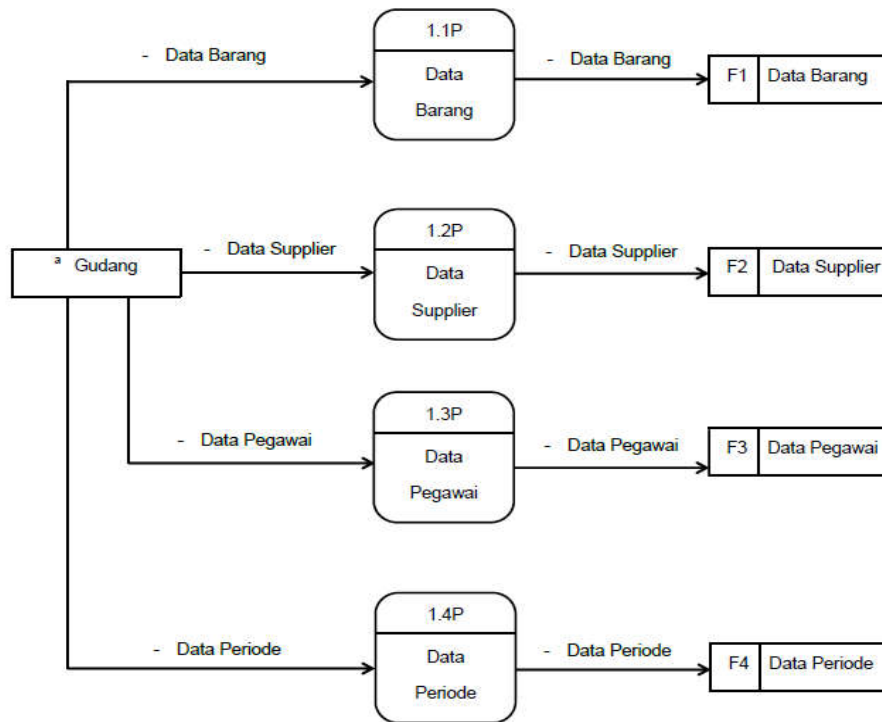 1.1P
- Data Barang
Data
Barang
- Data Barang
F1 Data Barang
a Gudang
- Data Supplier
1.2P
Data
Supplier
- Data Supplier
F2 Data Supplier
- Data Pegawai
1.3P
Data
Pegawai
- Data Pegawai
F3 Data Pegawai
- Data Periode
1.4P
Data
Periode
- Data Periode
F4 Data Periode